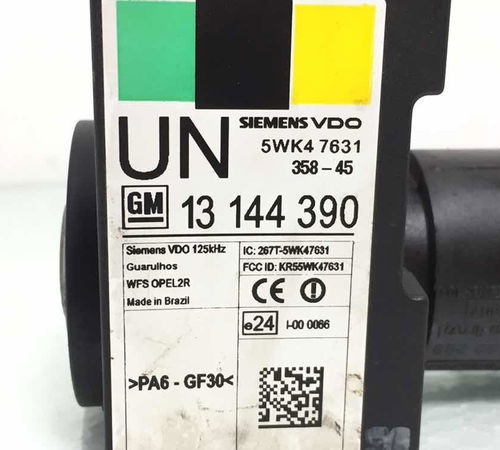 UN
SIEMENS VDO
5WK4 7631
358-45
GM 13 144 390
Siemens VDO 125kHz
Guarulhos
WFS OPEL2R
Made in Brazil
IC: 267T-5WK47631
FCC ID: KR55WK47631
CE
e24 I-00 0066
>PA6 - GF30<